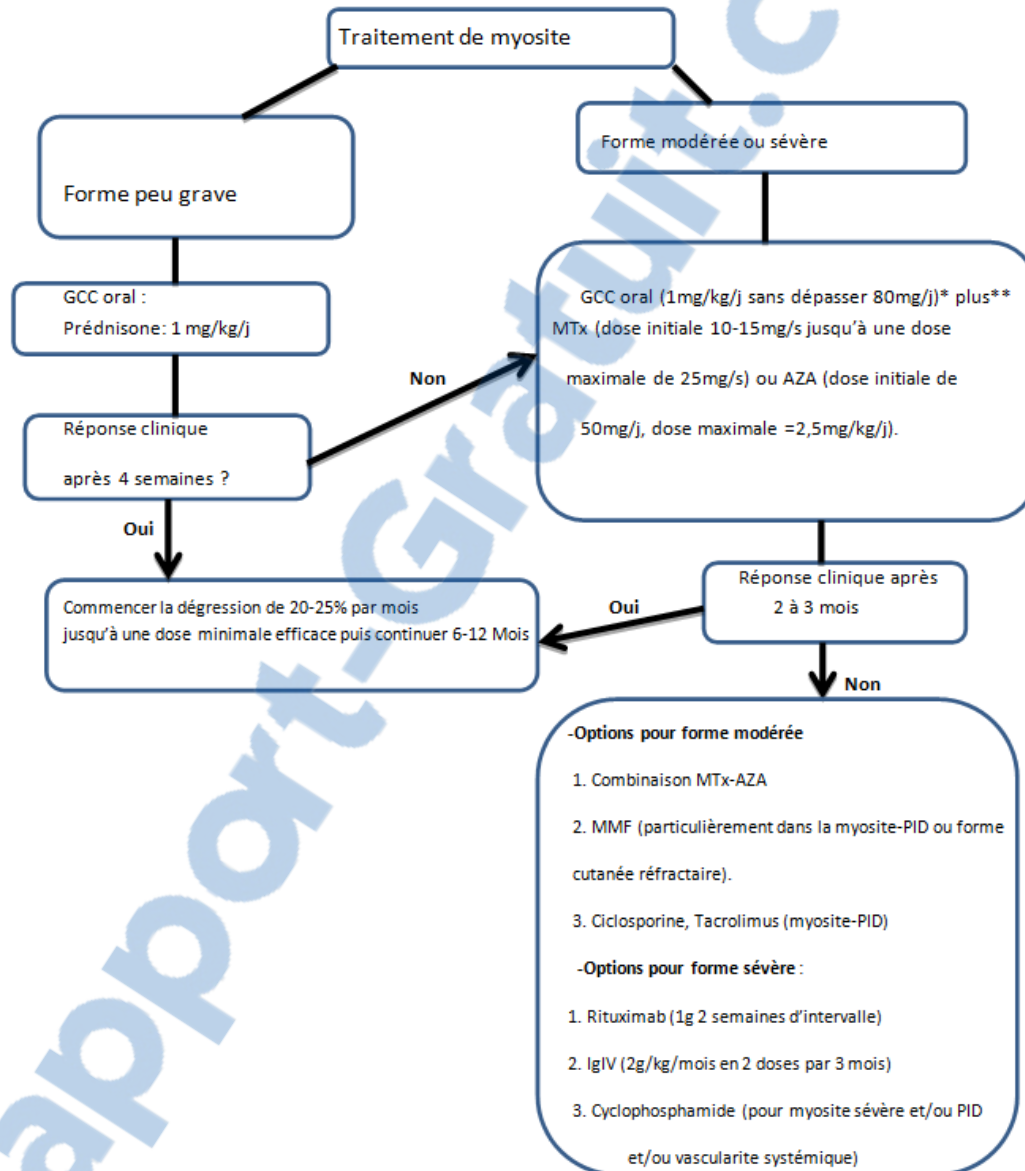 Traitement de myosite
Forme peu grave
Forme modérée ou sévère
GCC oral :
Prédnisone: 1 mg/kg/j
GCC oral (1mg/kg/j sans dépasser 80mg/j)* plus**
MTx (dose initiale 10-15mg/s jusqu'à une dose
maximale de 25mg/s) ou AZA (dose initiale de
50mg/j, dose maximale =2,5mg/kg/j).
Non
Réponse clinique
après 4 semaines ?
Oui
Réponse clinique après
2 à 3 mois
Oui
Commencer la dégression de 20-25% par mois
jusqu'à une dose minimale efficace puis continuer 6-12 Mois
Non
-Options pour forme modérée
1. Combinaison MTx-AZA
2. MMF (particulièrement dans la myosite-PID ou forme
cutanée réfractaire).
3. Ciclosporine, Tacrolimus (myosite-PID)
-Options pour forme sévère :
1. Rituximab (1g 2 semaines d'intervalle)
2. IgIV (2g/kg/mois en 2 doses par 3 mois)
3. Cyclophosphamide (pour myosite sévère et/ou PID
et/ou vascularite systémique)
apport-Gratuit.c